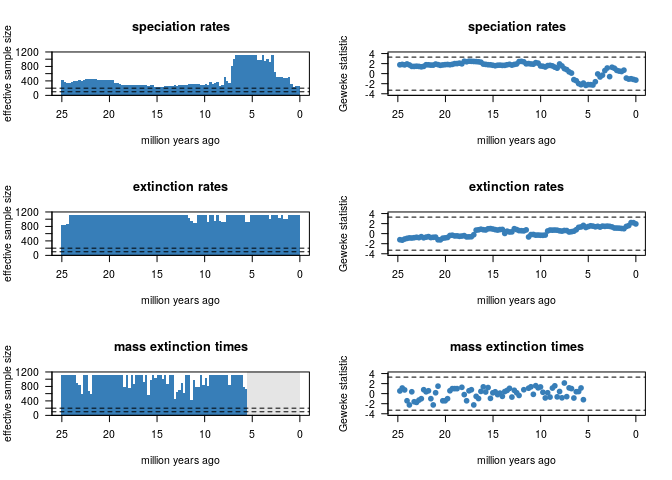 speciation rates
effective sample size
1200
800
400
0
25 20 15 10 5 0
million years ago
speciation rates
Geweke statistic
4
2
0
-2
-4
25 20 15 10 5 0
million years ago
extinction rates
effective sample size
1200
800
400
0
25 20 15 10 5 0
million years ago
extinction rates
Geweke statistic
4
2
0
-2
-4
25 20 15 10 5 0
million years ago
mass extinction times
effective sample size
1200
800
400
0
25 20 15 10 5 0
million years ago
mass extinction times
Geweke statistic
4
2
0
-2
-4
25 20 15 10 5 0
million years ago